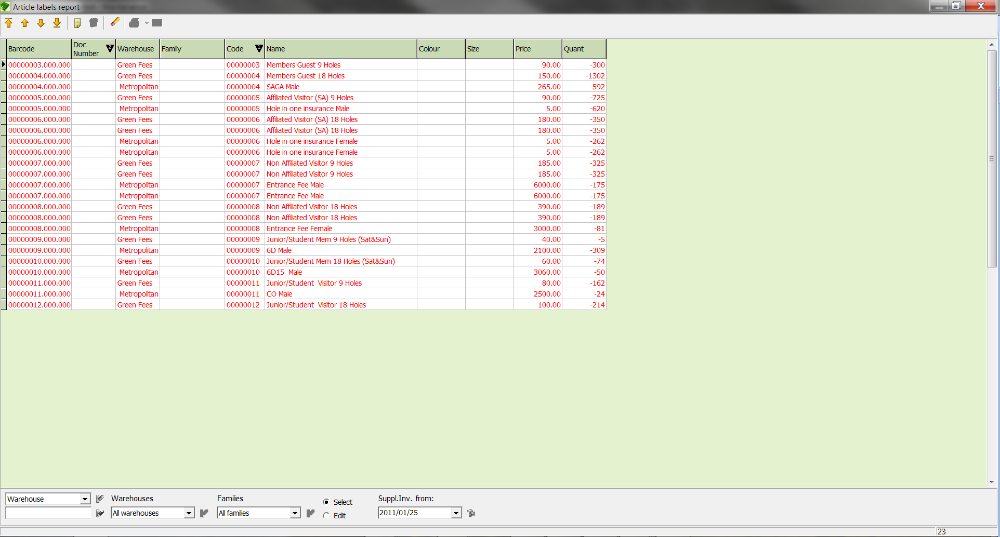 Article labels report
Barcode Doc Number Warehouse Family Code Name Colour Size Price Quant
00000003.000.000 Green Fees 00000003 Members Guest 9 Holes 90.00 -300
00000004.000.000 Green Fees 00000004 Members Guest 18 Holes 150.00 -1302
00000004.000.000 Metropolitan 00000004 SAGA Male 265.00 -592
00000005.000.000 Green Fees 00000005 Affiliated Visitor (SA) 9 Holes 90.00 -725
00000005.000.000 Metropolitan 00000005 Hole in one insurance Male 5.00 -620
00000006.000.000 Green Fees 00000006 Affiliated Visitor (SA) 18 Holes 180.00 -350
00000006.000.000 Green Fees 00000006 Affiliated Visitor (SA) 18 Holes 180.00 -350
00000006.000.000 Metropolitan 00000006 Hole in one insurance Female 5.00 -262
00000006.000.000 Metropolitan 00000006 Hole in one insurance Female 5.00 -262
00000007.000.000 Green Fees 00000007 Non Affiliated Visitor 9 Holes 185.00 -325
00000007.000.000 Green Fees 00000007 Non Affiliated Visitor 9 Holes 185.00 -325
00000007.000.000 Metropolitan 00000007 Entrance Fee Male 6000.00 -175
00000007.000.000 Metropolitan 00000007 Entrance Fee Male 6000.00 -175
00000008.000.000 Green Fees 00000008 Non Affiliated Visitor 18 Holes 390.00 -189
00000008.000.000 Green Fees 00000008 Non Affiliated Visitor 18 Holes 390.00 -189
00000008.000.000 Metropolitan 00000008 Entrance Fee Female 3000.00 -81
00000009.000.000 Green Fees 00000009 Junior/Student Mem 9 Holes (Sat&Sun) 40.00 -5
00000009.000.000 Metropolitan 00000009 6D Male 2100.00 -309
00000010.000.000 Green Fees 00000010 Junior/Student Mem 18 Holes (Sat&Sun) 60.00 -74
00000010.000.000 Metropolitan 00000010 6D15 Male 3060.00 -50
00000011.000.000 Green Fees 00000011 Junior/Student Visitor 9 Holes 80.00 -162
00000011.000.000 Metropolitan 00000011 CO Male 2500.00 -24
00000012.000.000 Green Fees 00000012 Junior/Student Visitor 18 Holes 100.00 -214
Warehouse Warehouses Families Select Suppl.Inv. from:
All warehouses All families Edit 2011/01/25
23